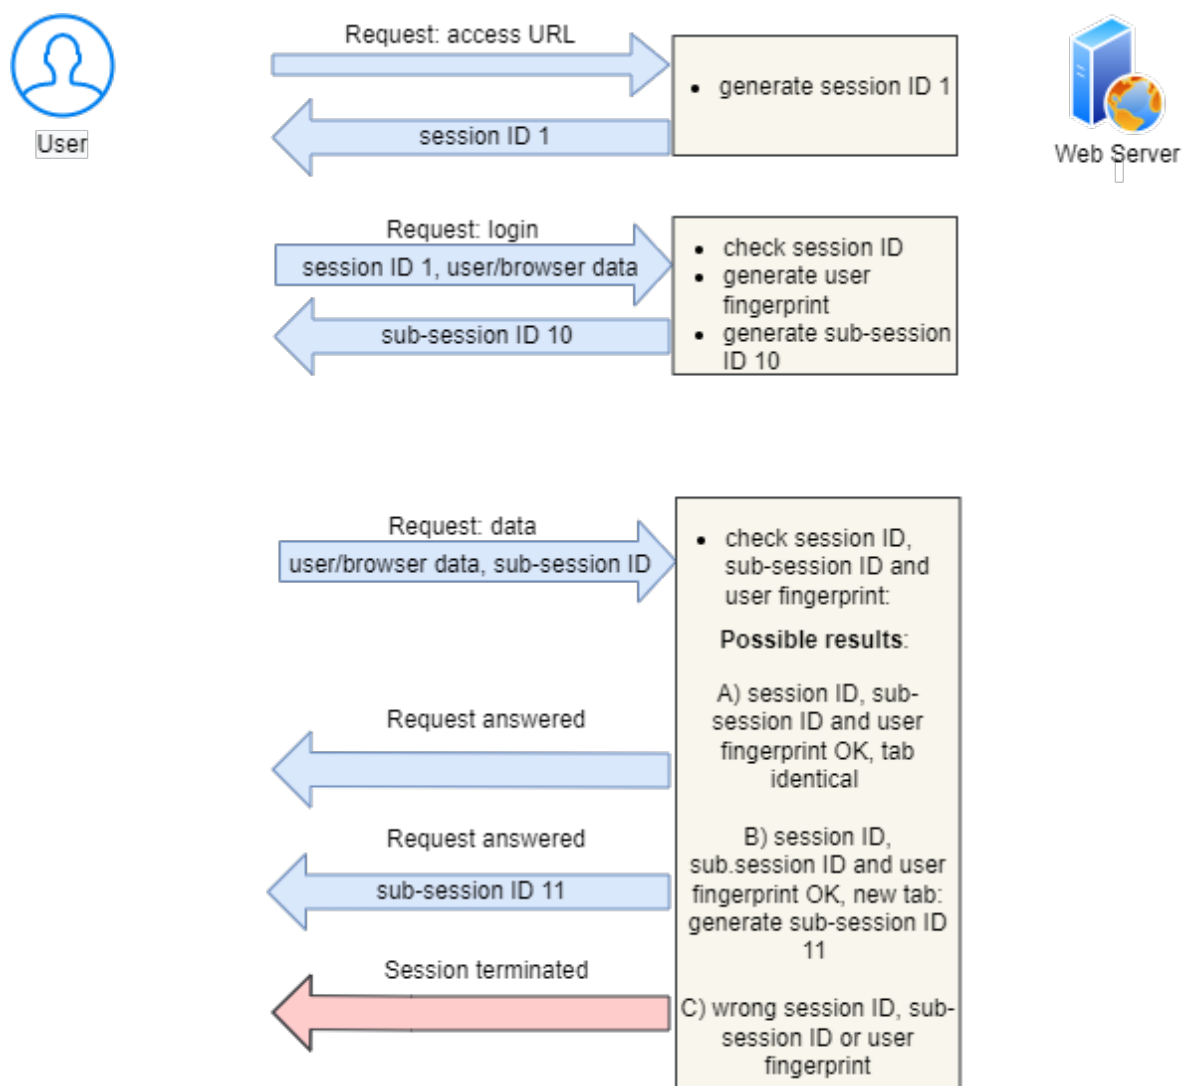 Request: access URL
• generate session ID 1
session ID 1
User
Web Server
Request: login
session ID 1, user/browser data
• check session ID
• generate user
fingerprint
• generate sub-session
ID 10
sub-session ID 10
Request: data
user/browser data, sub-session ID
• check session ID,
sub-session ID and
user fingerprint:
Possible results:
A) session ID, sub-
session ID and user
fingerprint OK, tab
identical
Request answered
B) session ID,
sub.session ID and user
fingerprint OK, new tab:
generate sub-session ID
11
Request answered
sub-session ID 11
Session terminated
C) wrong session ID, sub-
session ID or user
fingerprint